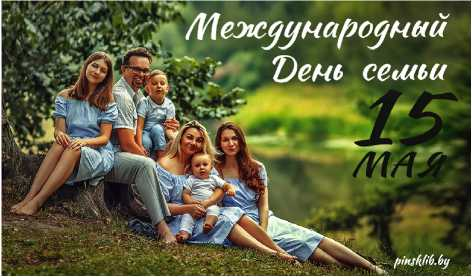 Международный
День семьи
15
МАЯ
pinsklib.by